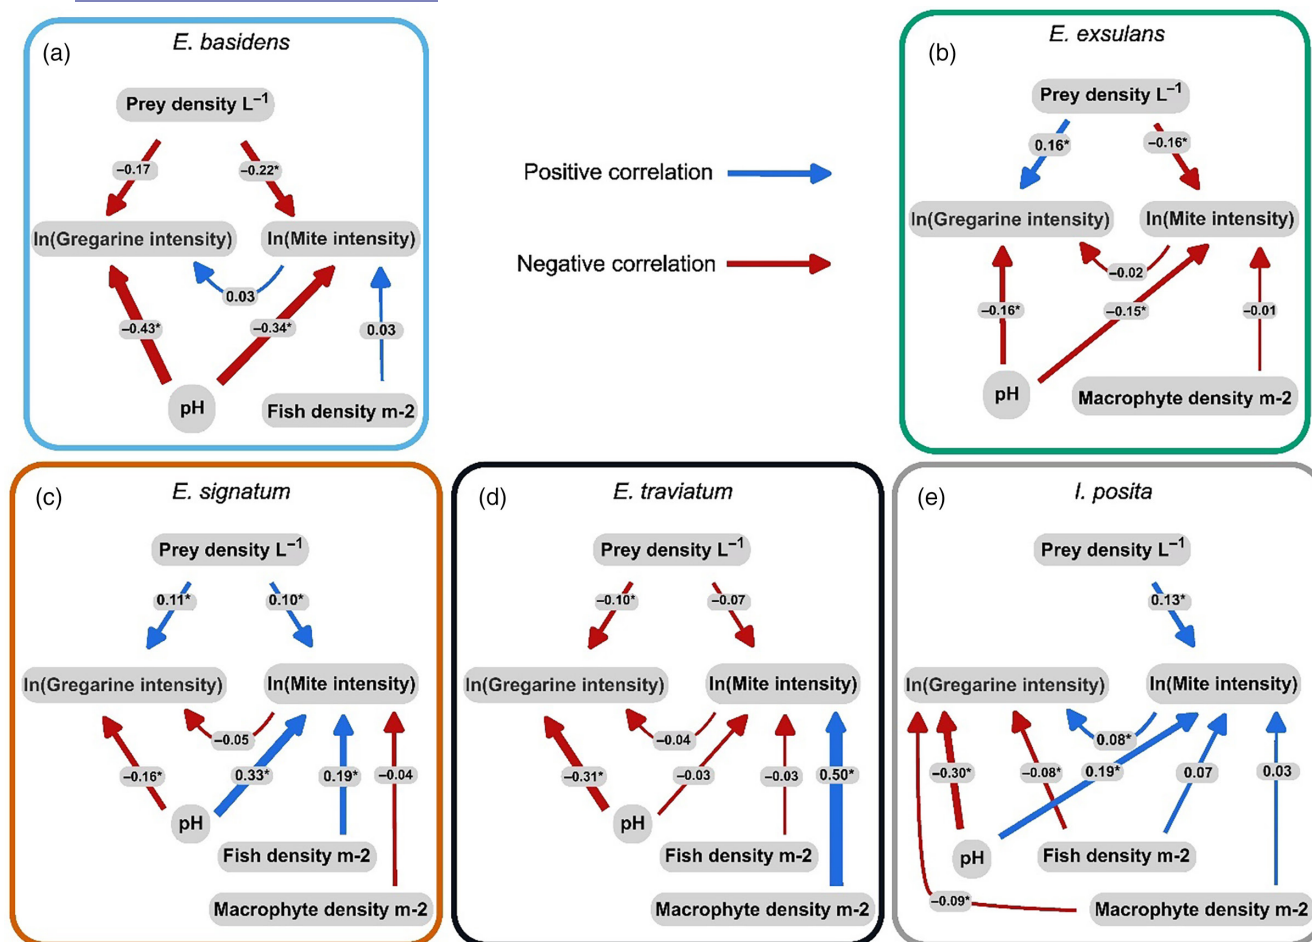 (a)
E. basidens
Prey density L⁻¹
−0.17
−0.22*
ln(Gregarine intensity)
ln(Mite intensity)
0.03
−0.43*
−0.34*
0.03
pH
Fish density m-2
Positive correlation
Negative correlation
(b)
E. exsulans
Prey density L⁻¹
0.16*
−0.16*
ln(Gregarine intensity)
ln(Mite intensity)
−0.02
−0.16*
−0.15*
−0.01
pH
Macrophyte density m-2
(c)
E. signatum
Prey density L⁻¹
0.11*
0.10*
ln(Gregarine intensity)
ln(Mite intensity)
−0.05
−0.16*
0.33*
0.19*
−0.04
pH
Fish density m-2
Macrophyte density m-2
(d)
E. traviatum
Prey density L⁻¹
−0.10*
−0.07
ln(Gregarine intensity)
ln(Mite intensity)
−0.04
−0.31*
−0.03
−0.03
0.50*
pH
Fish density m-2
Macrophyte density m-2
(e)
I. posita
Prey density L⁻¹
0.13*
ln(Gregarine intensity)
ln(Mite intensity)
0.08*
−0.30*
−0.08*
0.19*
0.07
0.03
pH
Fish density m-2
−0.09*
Macrophyte density m-2